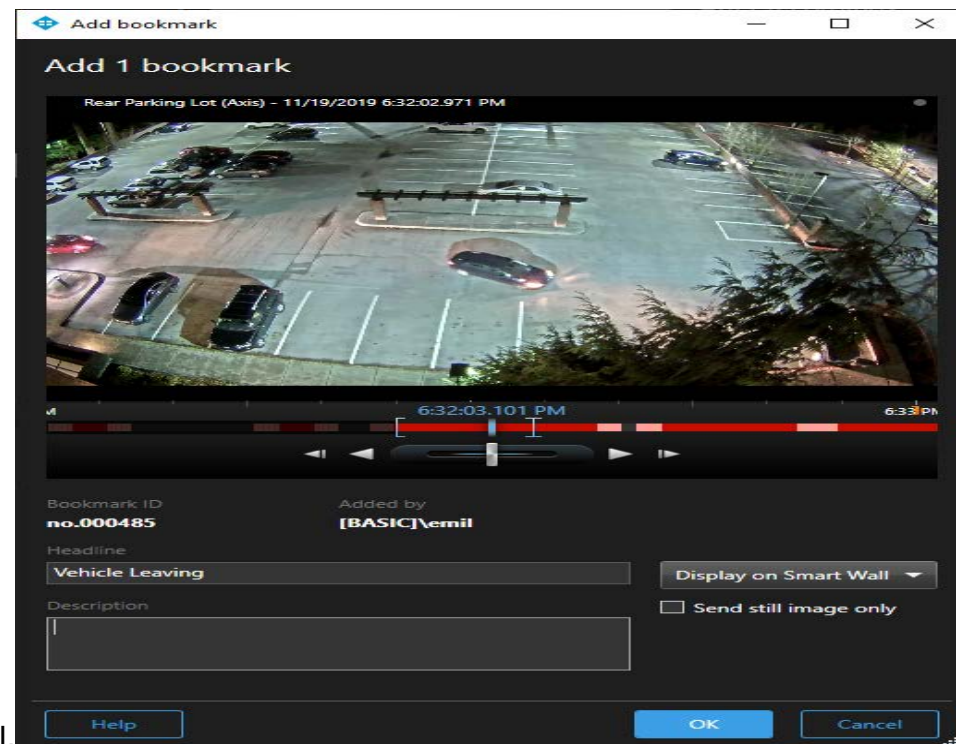 Add bookmark
Add 1 bookmark
Rear Parking Lot (Axis) - 11/19/2019 6:32:02.971 PM
M 6:32:03.101 PM 6:33 PM
Bookmark ID Added by
no.000485 [BASIC]\emil
Headline
Vehicle Leaving Display on Smart Wall
Description Send still image only
Help OK Cancel
l.